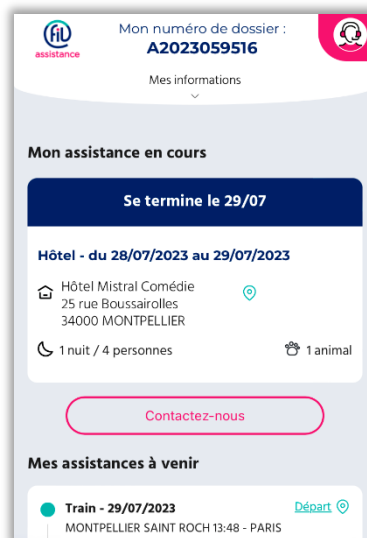 FiL
assistance
Mon numéro de dossier :
A2023059516
Mes informations
Mon assistance en cours
Se termine le 29/07
Hôtel - du 28/07/2023 au 29/07/2023
Hôtel Mistral Comédie
25 rue Boussairolles
34000 MONTPELLIER
1 nuit / 4 personnes
1 animal
Contactez-nous
Mes assistances à venir
Train - 29/07/2023
Départ
MONTPELLIER SAINT ROCH 13:48 - PARIS